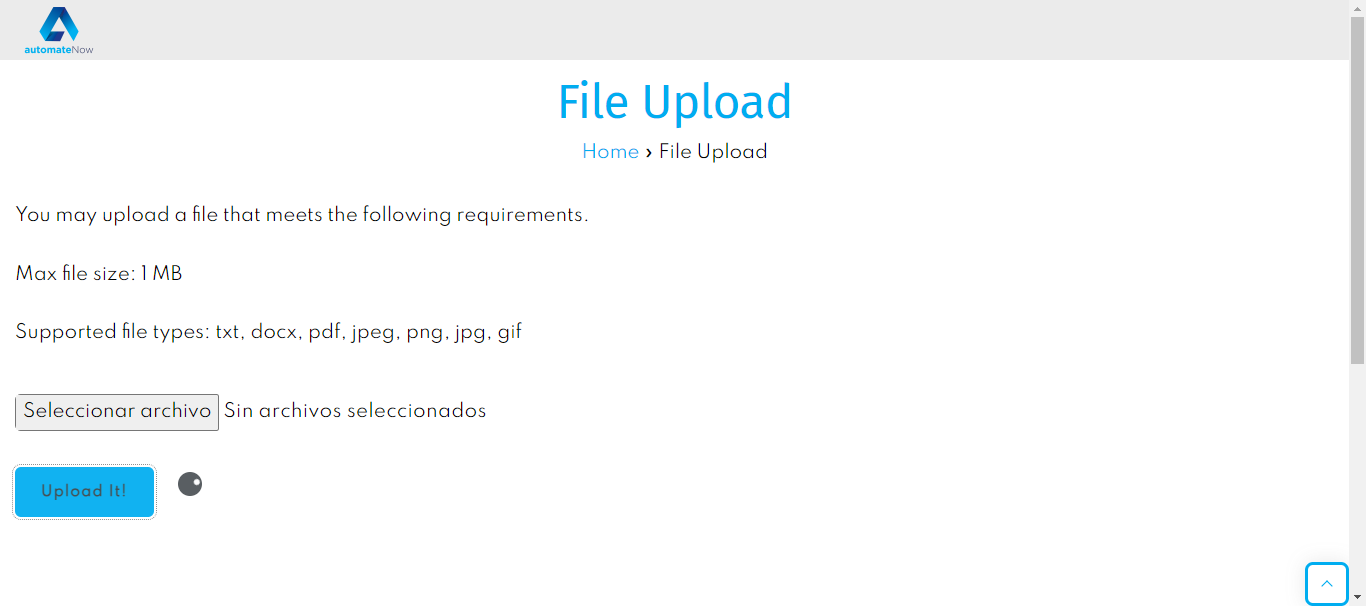 automateNow
File Upload
Home › File Upload
You may upload a file that meets the following requirements.
Max file size: 1 MB
Supported file types: txt, docx, pdf, jpeg, png, jpg, gif
Seleccionar archivo Sin archivos seleccionados
Upload It!